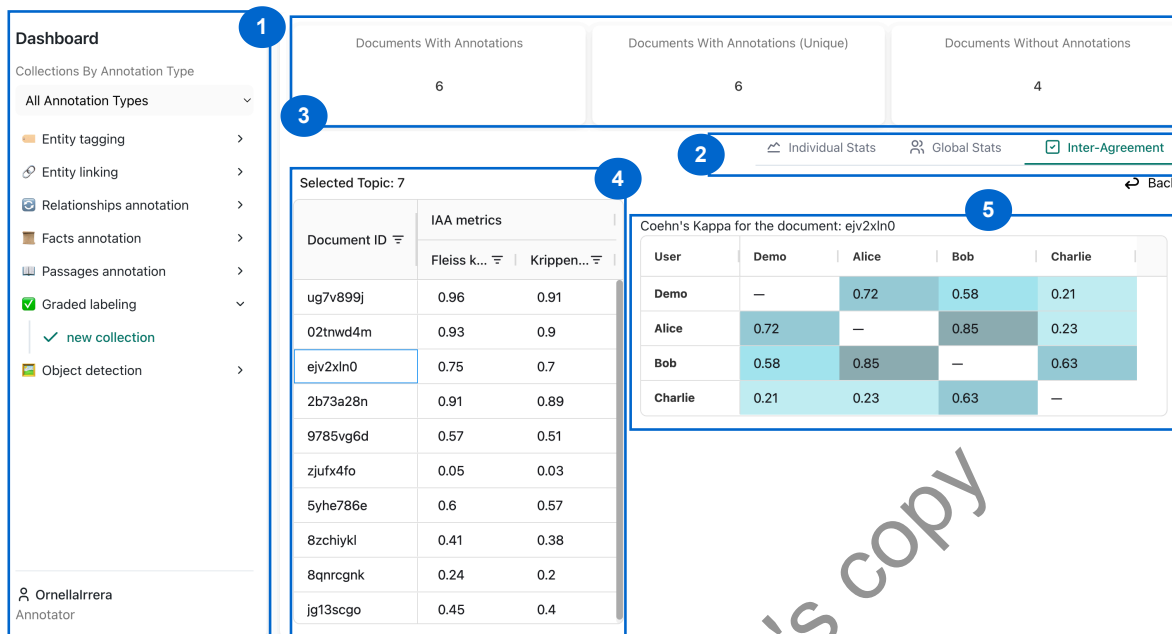 1
Dashboard
Collections By Annotation Type
All Annotation Types
Entity tagging
Entity linking
Relationships annotation
Facts annotation
Passages annotation
Graded labeling
new collection
Object detection
OrnellaIrrera
Annotator
Documents With Annotations
6
Documents With Annotations (Unique)
6
Documents Without Annotations
4
3
2
Individual Stats
Global Stats
Inter-Agreement
Selected Topic: 7
4
Document ID
IAA metrics
Fleiss k...
Krippen...
ug7v899j 0.96 0.91
02tnwd4m 0.93 0.9
ejv2xln0 0.75 0.7
2b73a28n 0.91 0.89
9785vg6d 0.57 0.51
zjufx4fo 0.05 0.03
5yhe786e 0.6 0.57
8zchiykl 0.41 0.38
8qnrcgnk 0.24 0.2
jg13scgo 0.45 0.4
5
Coehn's Kappa for the document: ejv2xln0
User Demo Alice Bob Charlie
Demo — 0.72 0.58 0.21
Alice 0.72 — 0.85 0.23
Bob 0.58 0.85 — 0.63
Charlie 0.21 0.23 0.63 —
's copy